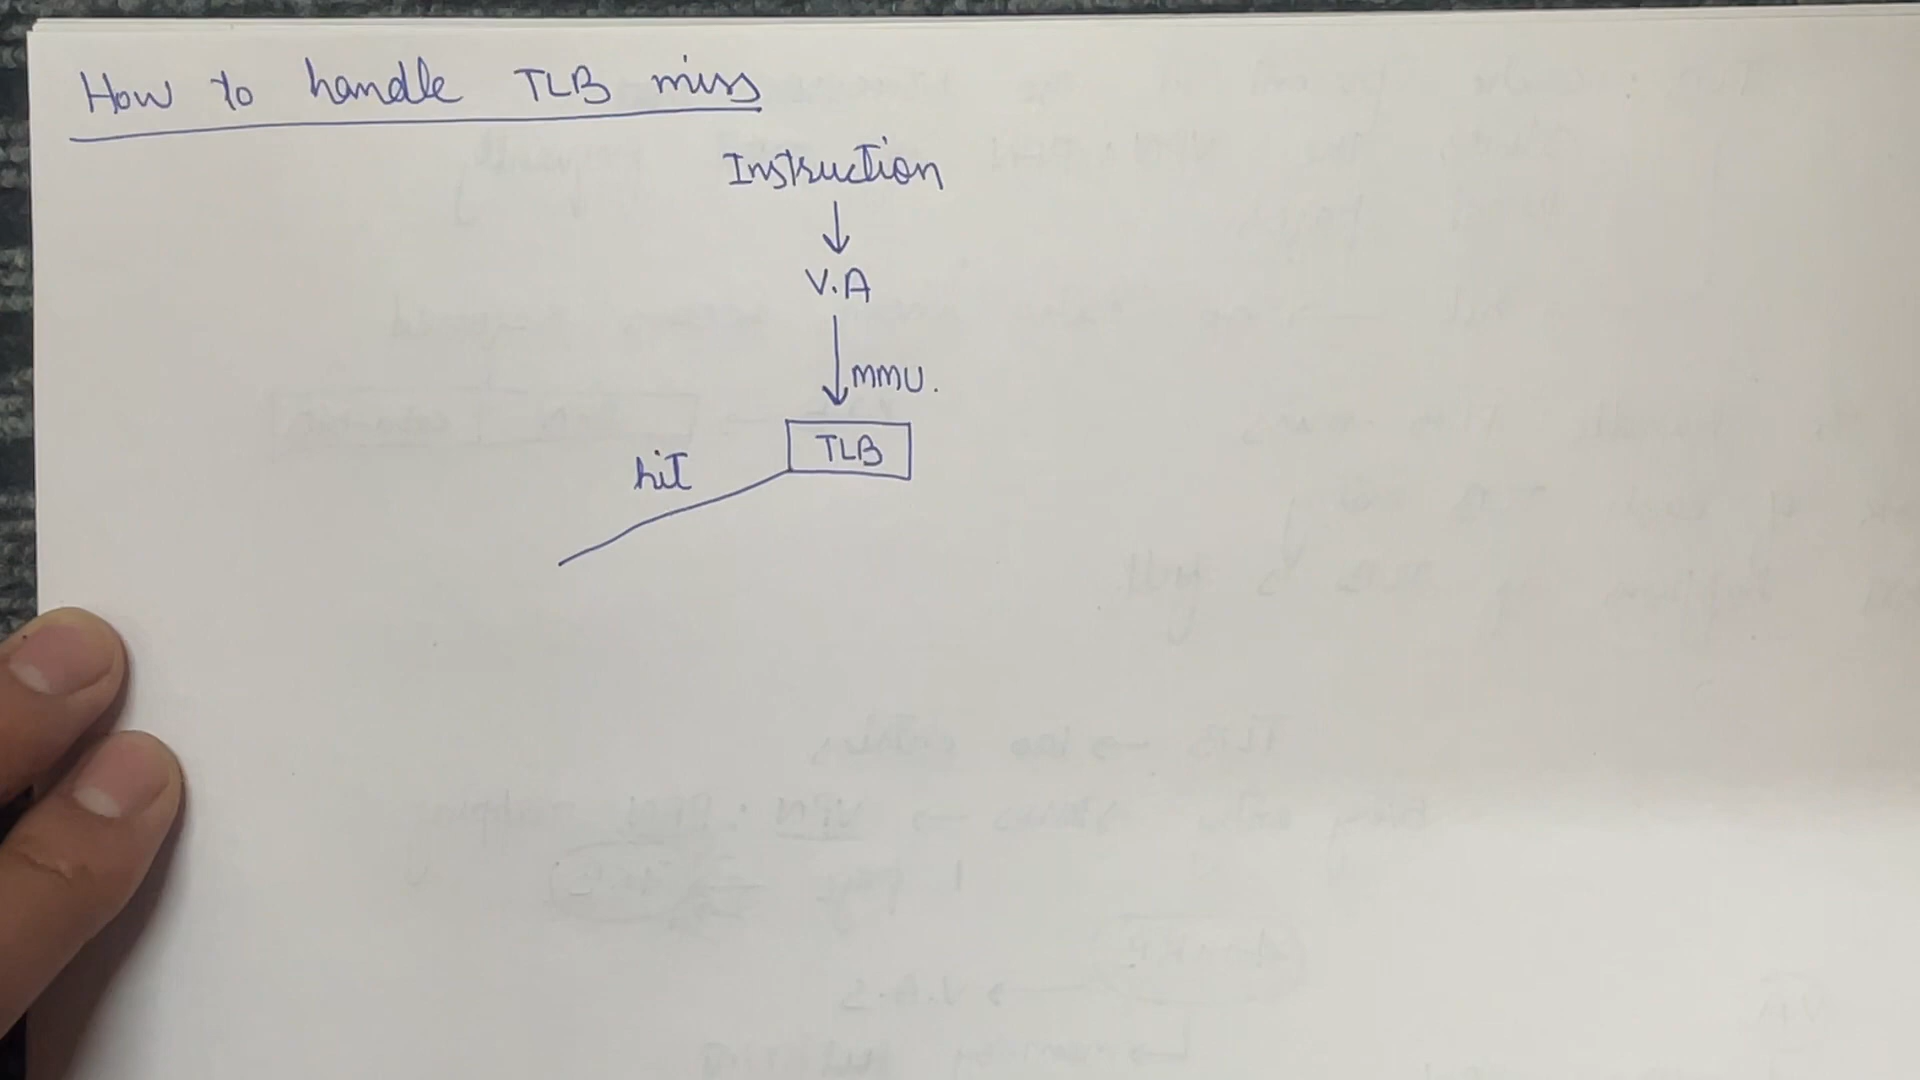 How to handle TLB miss
Instruction
V.A
MMU.
TLB
hit